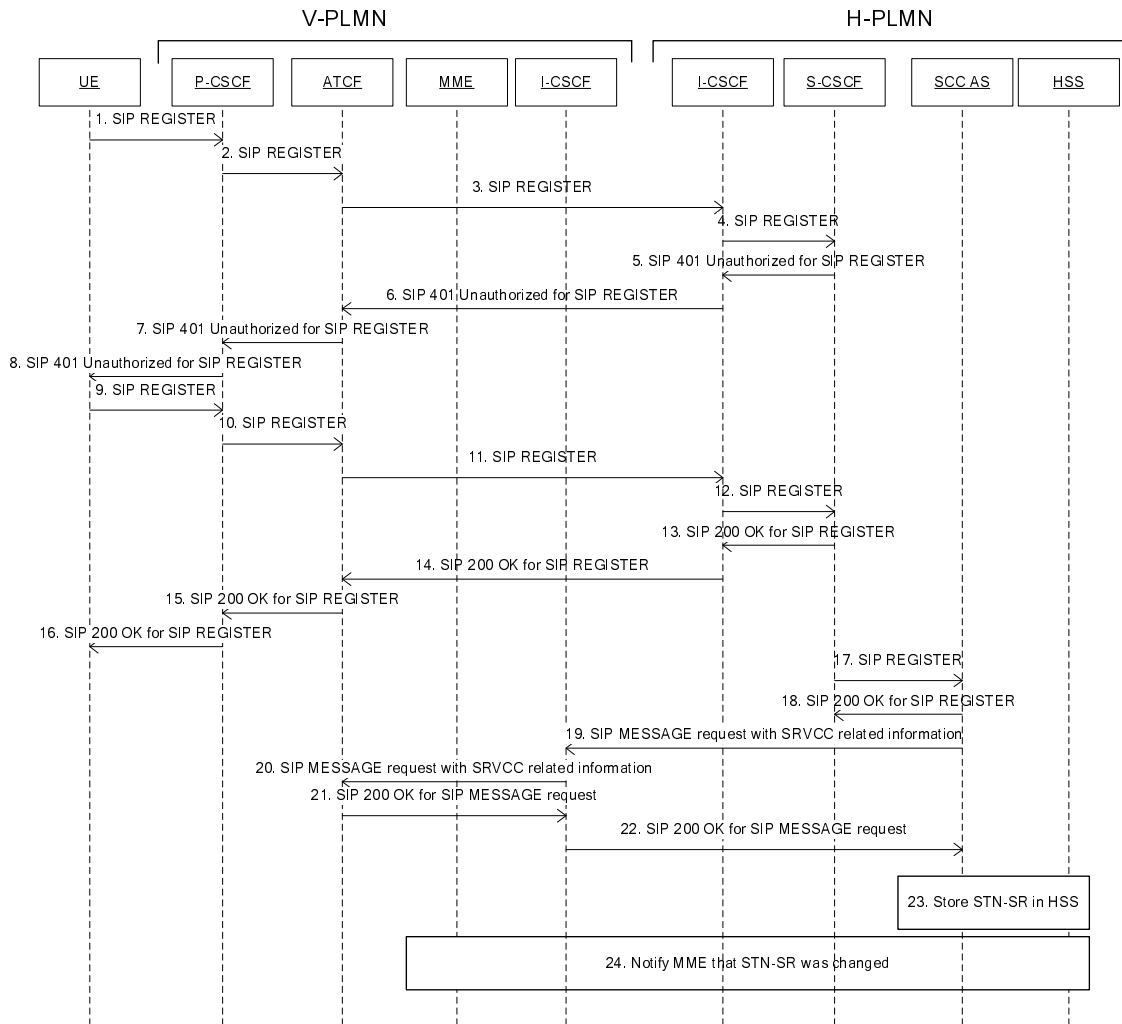 V-PLMN
H-PLMN
UE
P-CSCF
ATCF
MME
I-CSCF
I-CSCF
S-CSCF
SCC AS
HSS
1. SIP REGISTER
2. SIP REGISTER
3. SIP REGISTER
4. SIP REGISTER
5. SIP 401 Unauthorized for SIP REGISTER
6. SIP 401 Unauthorized for SIP REGISTER
7. SIP 401 Unauthorized for SIP REGISTER
8. SIP 401 Unauthorized for SIP REGISTER
9. SIP REGISTER
10. SIP REGISTER
11. SIP REGISTER
12. SIP REGISTER
13. SIP 200 OK for SIP REGISTER
14. SIP 200 OK for SIP REGISTER
15. SIP 200 OK for SIP REGISTER
16. SIP 200 OK for SIP REGISTER
17. SIP REGISTER
18. SIP 200 OK for SIP REGISTER
19. SIP MESSAGE request with SRVCC related information
20. SIP MESSAGE request with SRVCC related information
21. SIP 200 OK for SIP MESSAGE request
22. SIP 200 OK for SIP MESSAGE request
23. Store STN-SR in HSS
24. Notify MME that STN-SR was changed